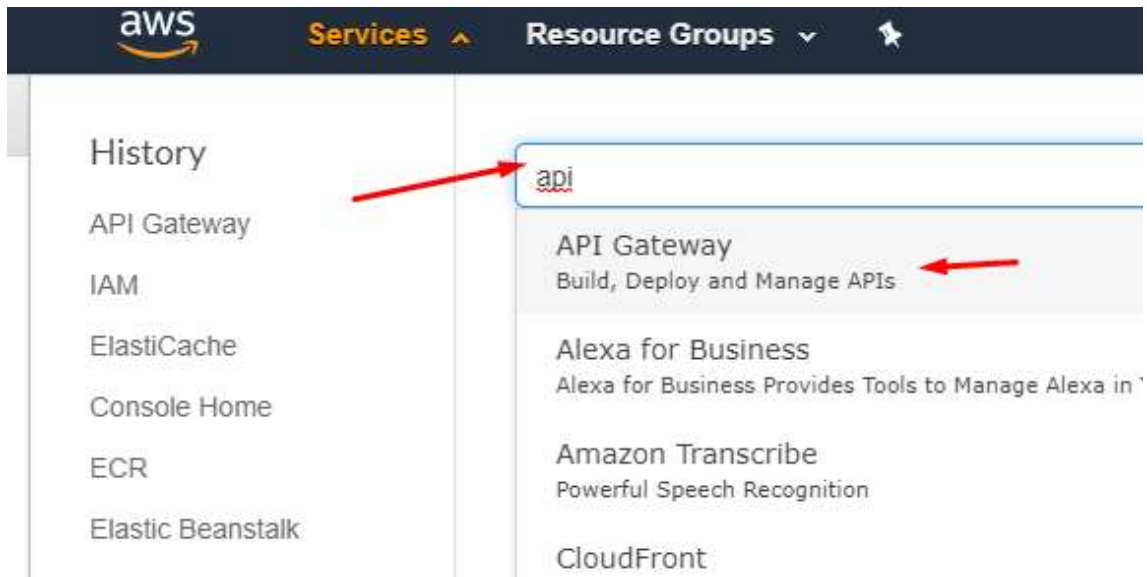 aws
Services
Resource Groups
History
API Gateway
IAM
ElastiCache
Console Home
ECR
Elastic Beanstalk
api
API Gateway
Build, Deploy and Manage APIs
Alexa for Business
Alexa for Business Provides Tools to Manage Alexa in
Amazon Transcribe
Powerful Speech Recognition
CloudFront